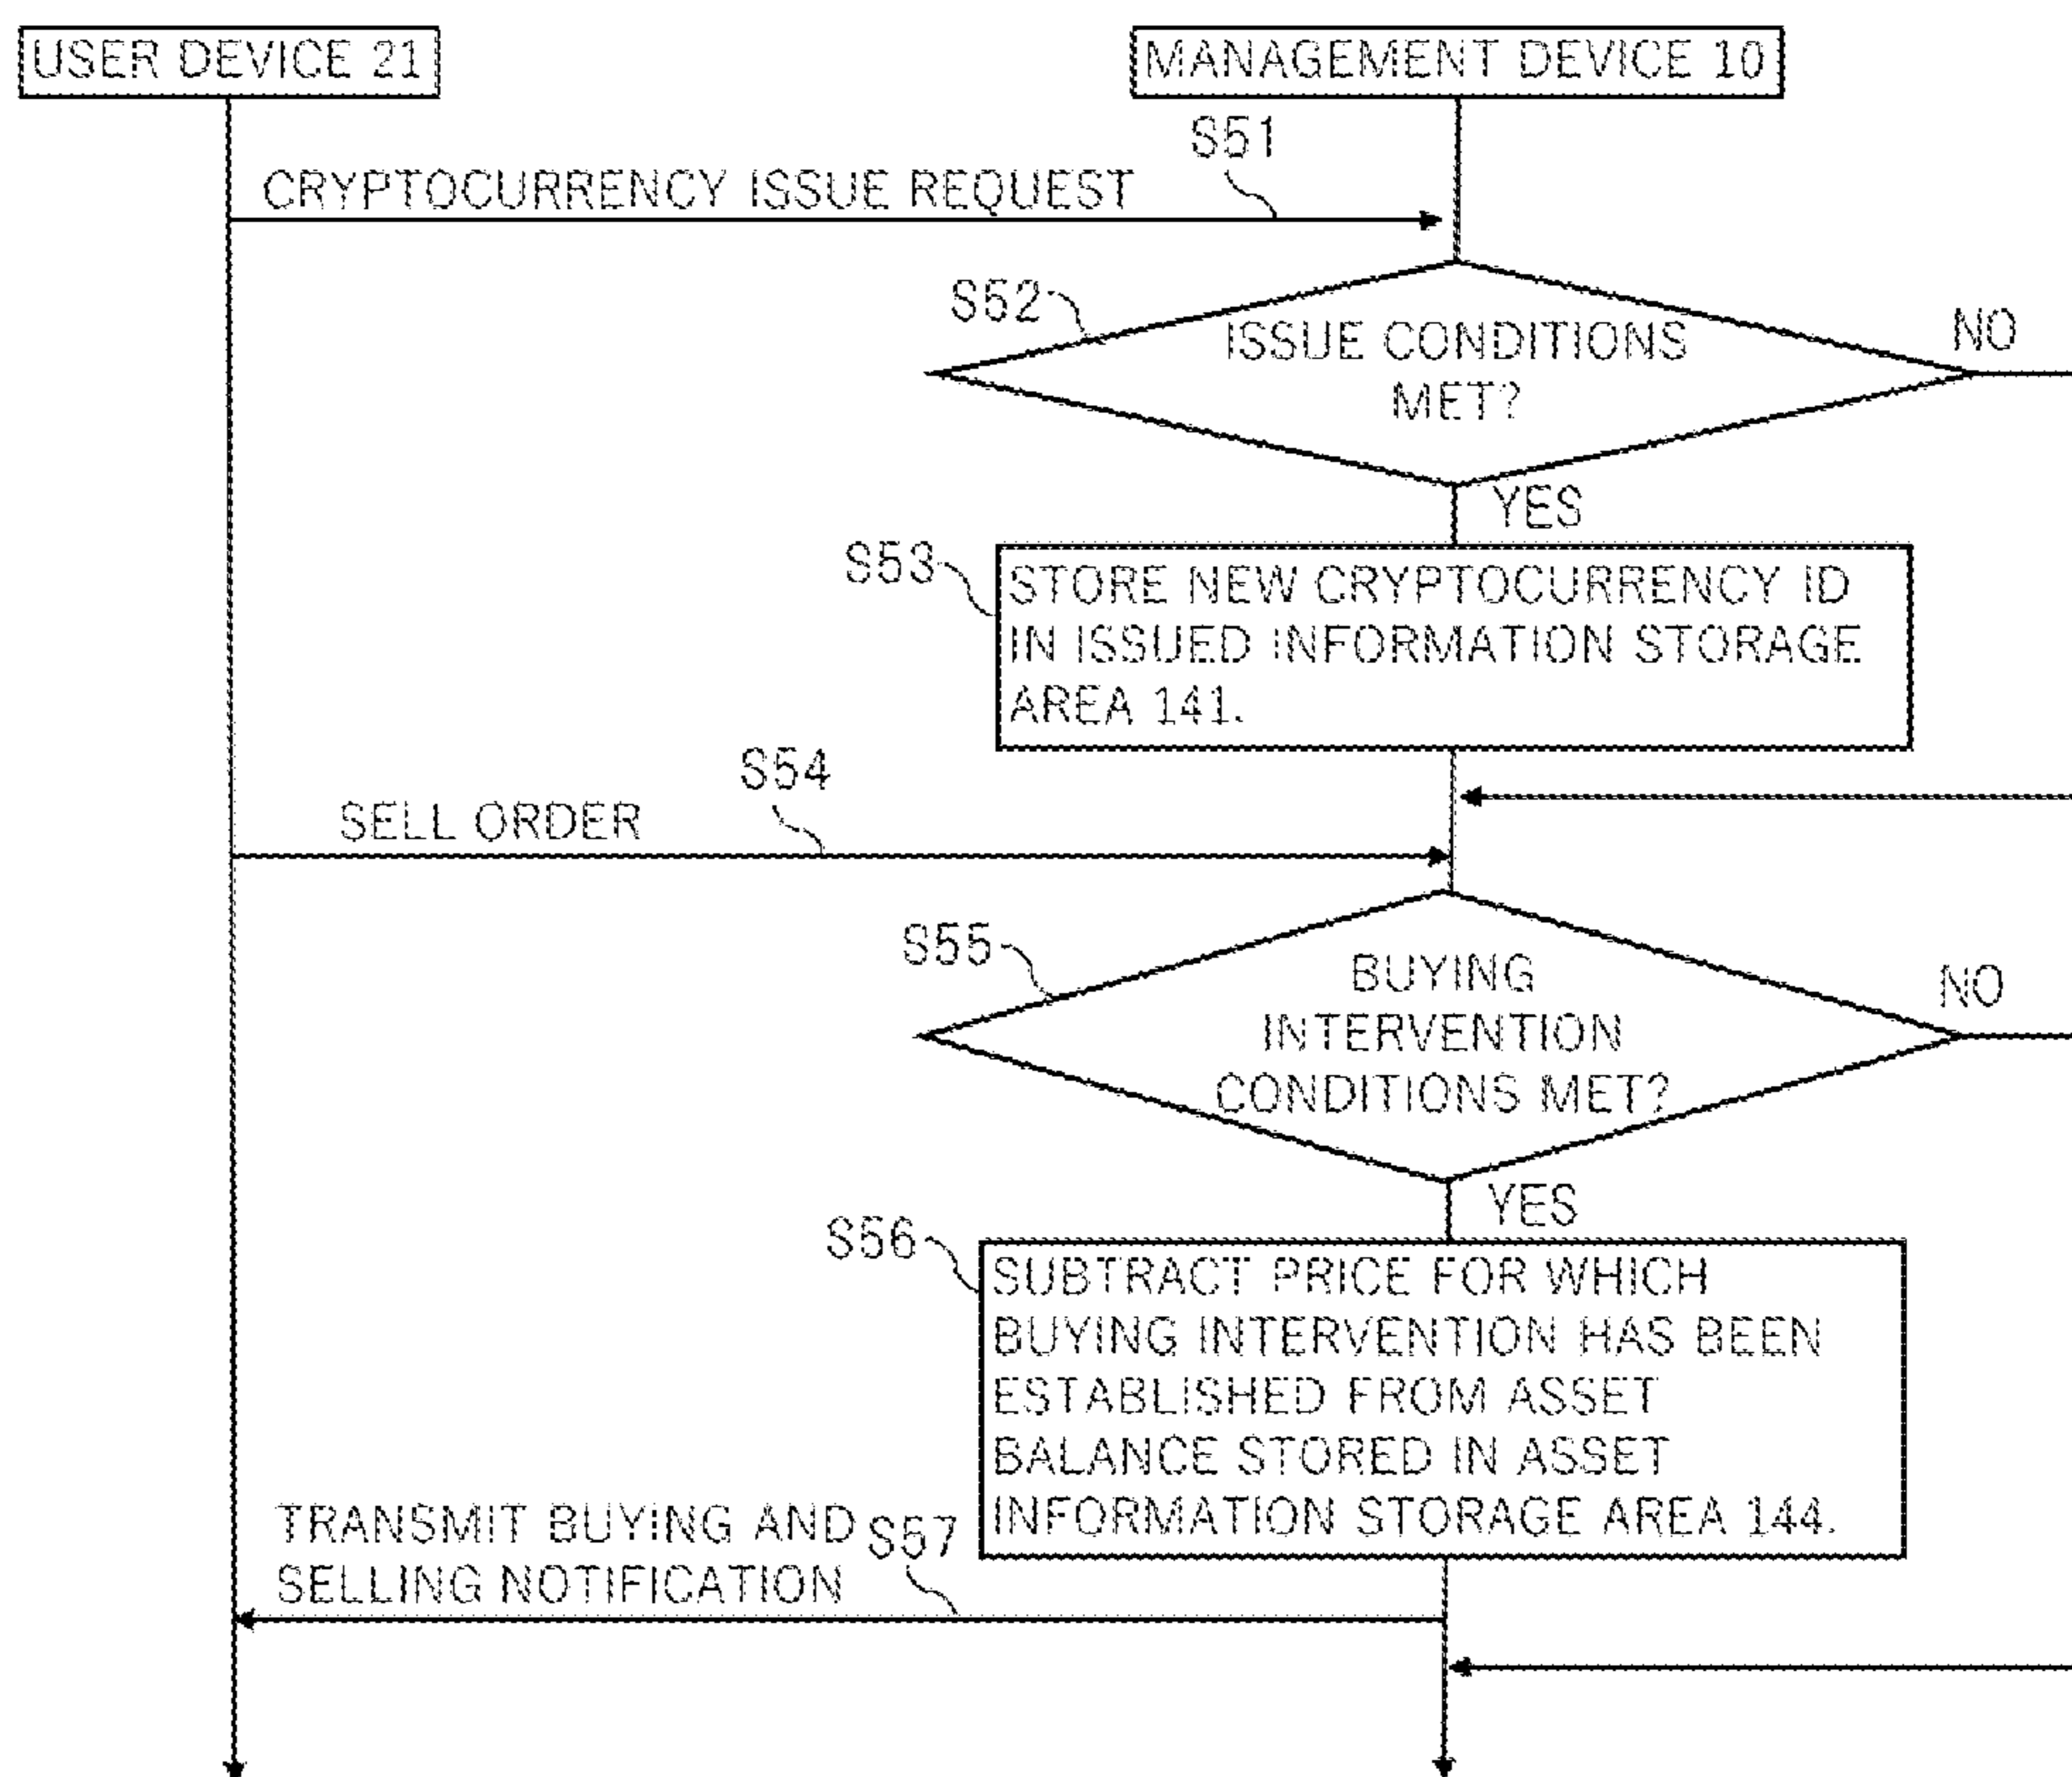 USER DEVICE 21
MANAGEMENT DEVICE 10
S51
CRYPTOCURRENCY ISSUE REQUEST
S52
ISSUE CONDITIONS
MET?
NO
YES
S53
STORE NEW CRYPTOCURRENCY ID
IN ISSUED INFORMATION STORAGE
AREA 141.
S54
SELL ORDER
S55
BUYING
INTERVENTION
CONDITIONS MET?
NO
YES
S56
SUBTRACT PRICE FOR WHICH
BUYING INTERVENTION HAS BEEN
ESTABLISHED FROM ASSET
BALANCE STORED IN ASSET
INFORMATION STORAGE AREA 144.
TRANSMIT BUYING AND
SELLING NOTIFICATION
S57